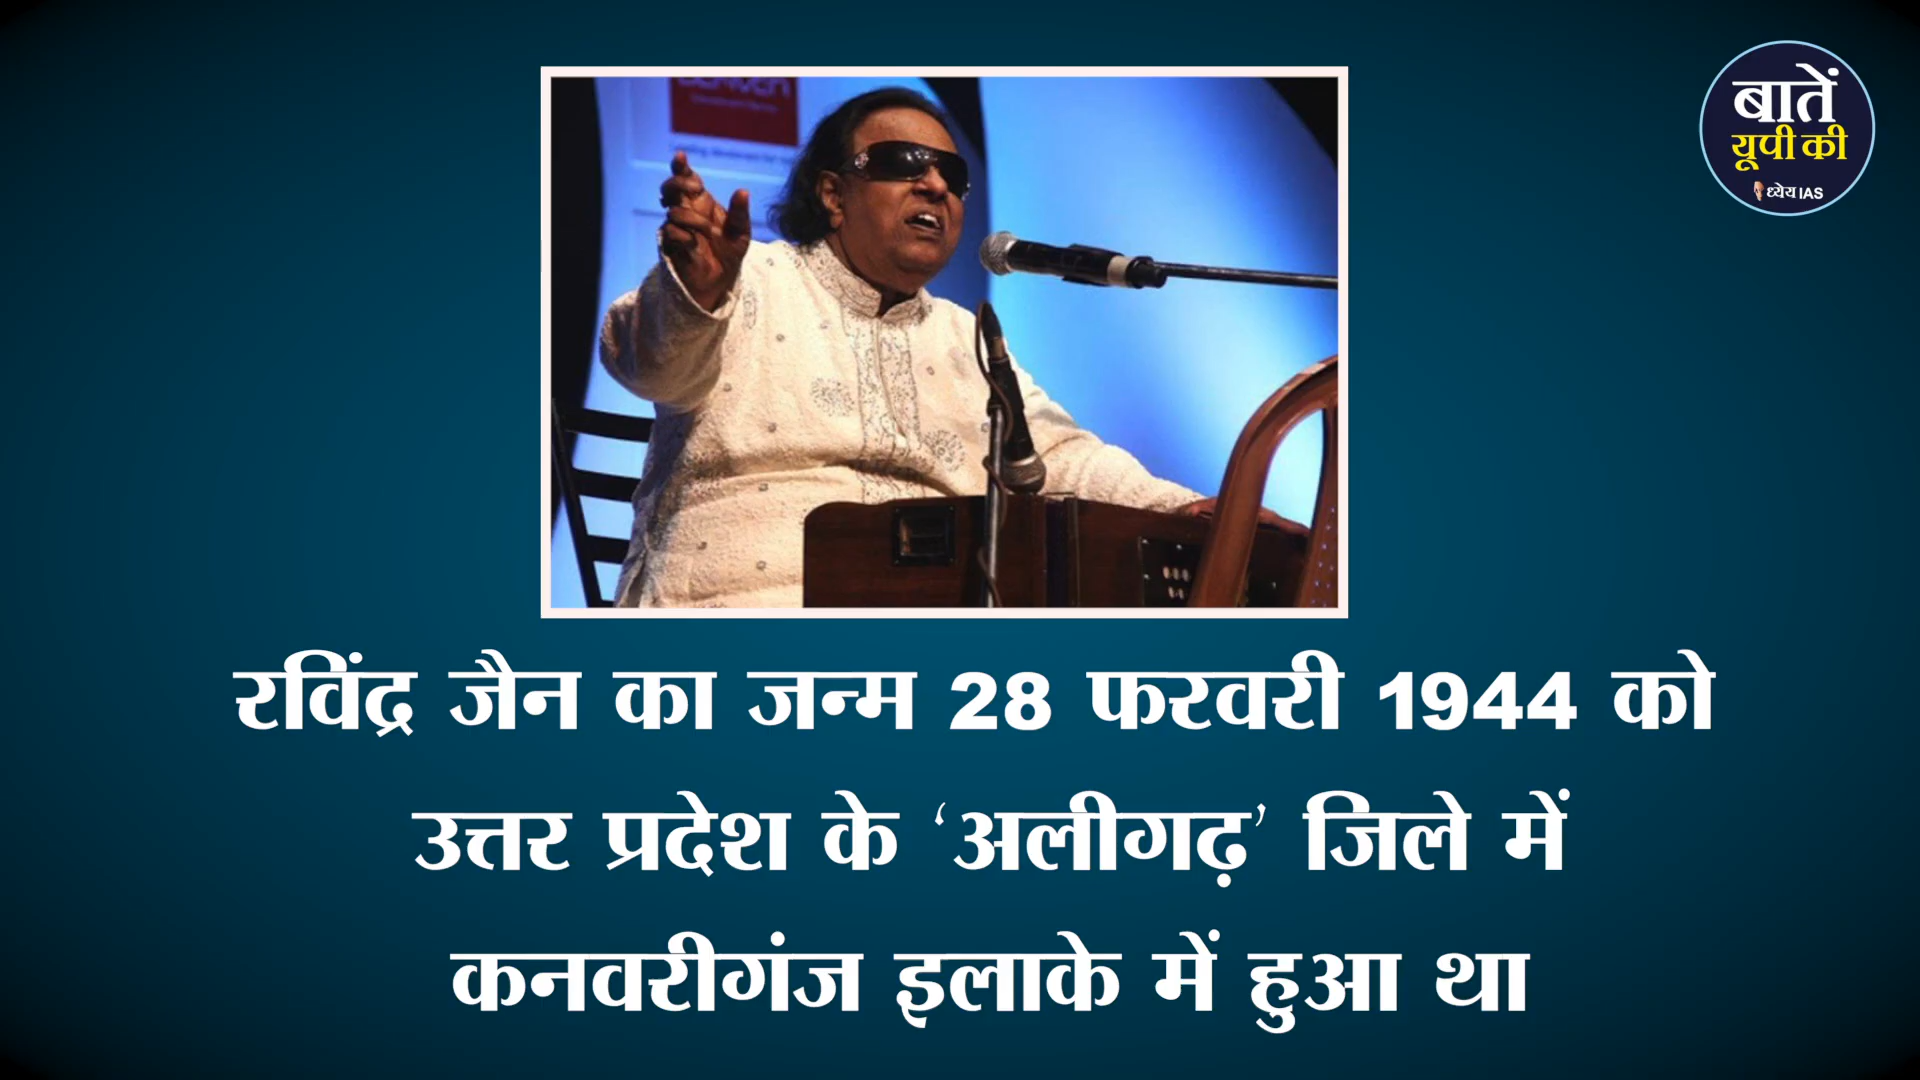 बातें
यूपी की
ध्येय IAS
रविंद्र जैन का जन्म 28 फरवरी 1944 को
उत्तर प्रदेश के ‘अलीगढ़’ जिले में
कनवरीगंज इलाके में हुआ था